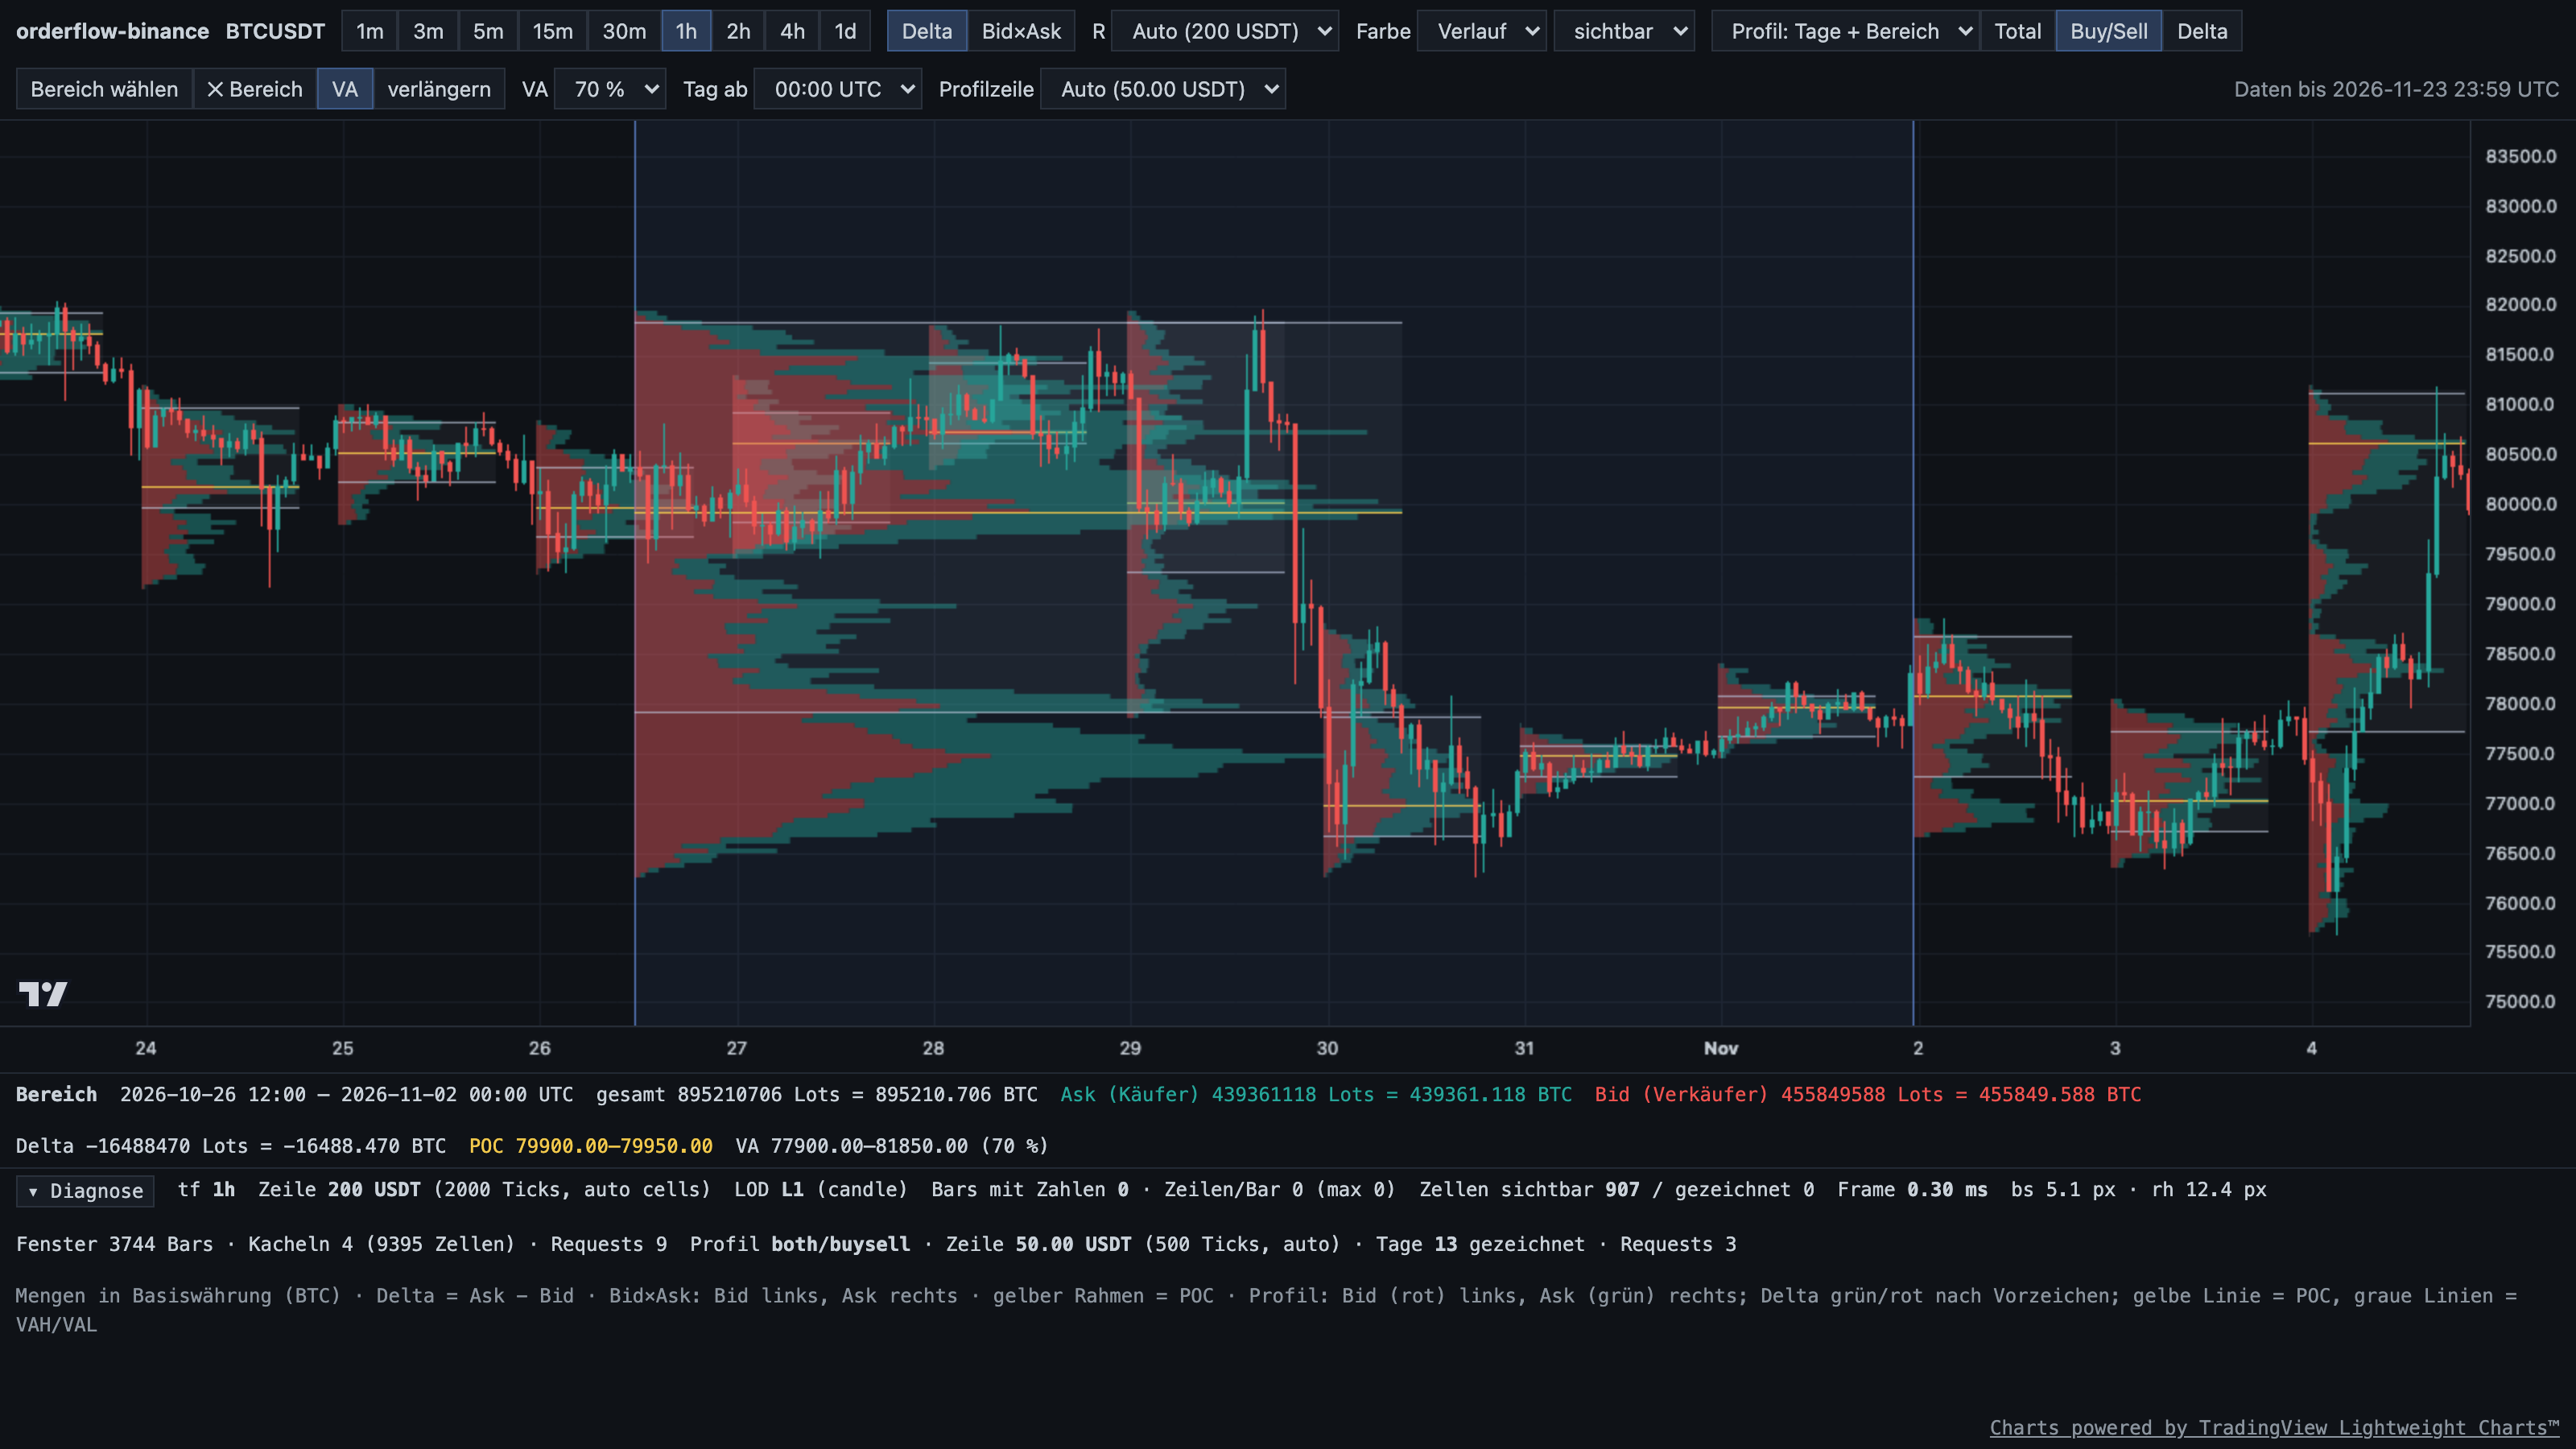 orderflow-binance BTCUSDT 1m 3m 5m 15m 30m 1h 2h 4h 1d Delta Bid×Ask R Auto (200 USDT) Farbe Verlauf sichtbar Profil: Tage + Bereich Total Buy/Sell Delta
Bereich wählen ✕ Bereich VA verlängern VA 70 % Tag ab 00:00 UTC Profilzeile Auto (50.00 USDT) Daten bis 2026-11-23 23:59 UTC
83500.0
83000.0
82500.0
82000.0
81500.0
81000.0
80500.0
80000.0
79500.0
79000.0
78500.0
78000.0
77500.0
77000.0
76500.0
76000.0
75500.0
75000.0
24 25 26 27 28 29 30 31 Nov 2 3 4
Bereich 2026-10-26 12:00 – 2026-11-02 00:00 UTC gesamt 895210706 Lots = 895210.706 BTC Ask (Käufer) 439361118 Lots = 439361.118 BTC Bid (Verkäufer) 455849588 Lots = 455849.588 BTC
Delta −16488470 Lots = −16488.470 BTC POC 79900.00–79950.00 VA 77900.00–81850.00 (70 %)
▾ Diagnose tf 1h Zeile 200 USDT (2000 Ticks, auto cells) LOD L1 (candle) Bars mit Zahlen 0 · Zeilen/Bar 0 (max 0) Zellen sichtbar 907 / gezeichnet 0 Frame 0.30 ms bs 5.1 px · rh 12.4 px
Fenster 3744 Bars · Kacheln 4 (9395 Zellen) · Requests 9 Profil both/buysell · Zeile 50.00 USDT (500 Ticks, auto) · Tage 13 gezeichnet · Requests 3
Mengen in Basiswährung (BTC) · Delta = Ask − Bid · Bid×Ask: Bid links, Ask rechts · gelber Rahmen = POC · Profil: Bid (rot) links, Ask (grün) rechts; Delta grün/rot nach Vorzeichen; gelbe Linie = POC, graue Linien =
VAH/VAL
Charts powered by TradingView Lightweight Charts™